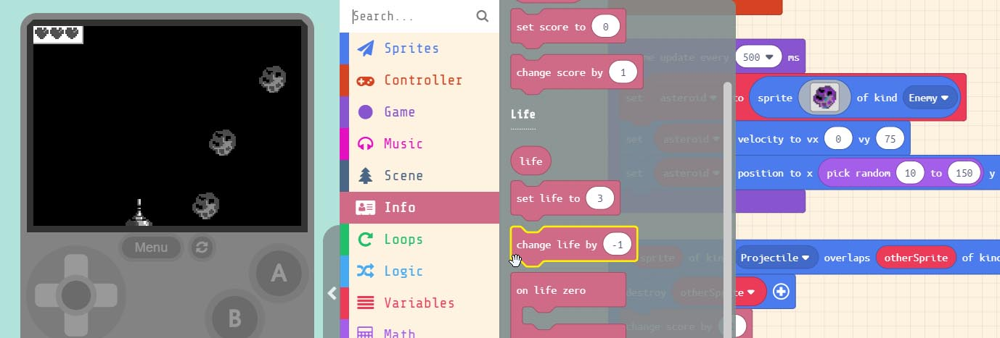 Menu
A
B
Search...
Sprites
Controller
Game
Music
Scene
Info
Loops
Logic
Variables
Math
set score to 0
change score by 1
Life
life
set life to 3
change life by -1
on life zero
me update every 500 ms
set asteroid to sprite of kind Enemy
set asteroid velocity to vx 0 vy 75
set asteroid position to x pick random 10 to 150 y
sprite of kind Projectile overlaps otherSprite of kind
destroy otherSprite
change score by